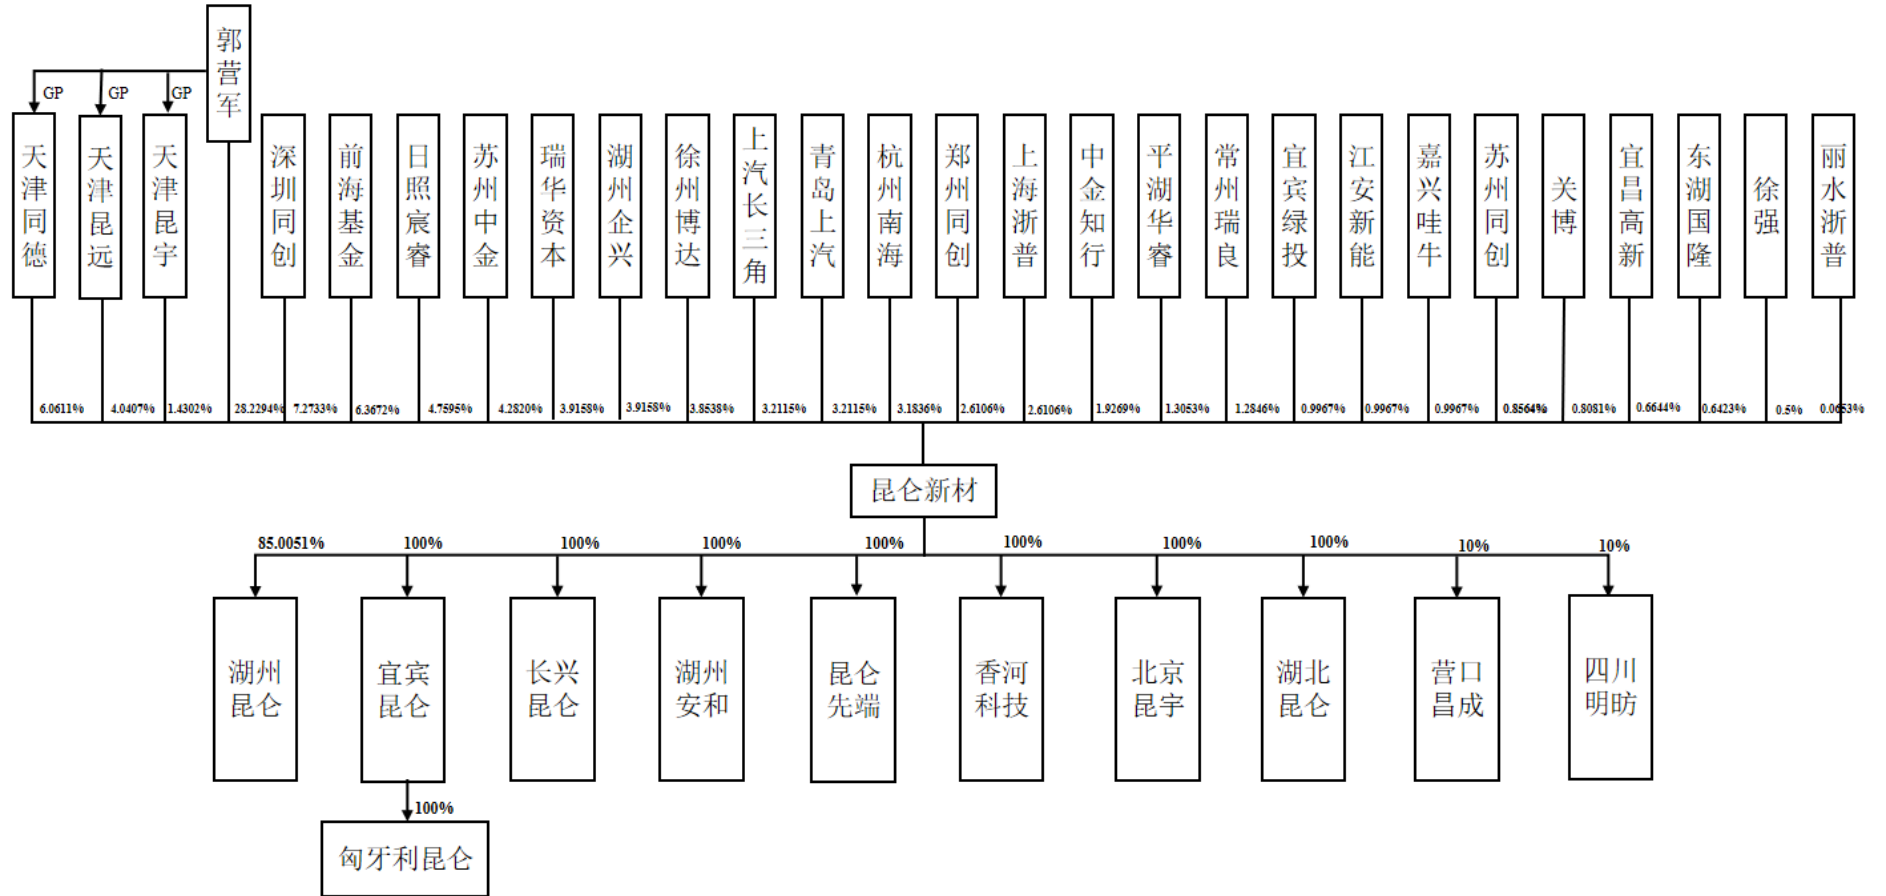 郭营军
GP
GP
GP
天津同德
天津昆远
天津昆宇
深圳同创
前海基金
日照宸睿
苏州中金
瑞华资本
湖州企兴
徐州博达
上汽长三角
青岛上汽
杭州南海
郑州同创
上海浙普
中金知行
平湖华睿
常州瑞良
宜宾绿投
江安新能
嘉兴哇牛
苏州同创
关博
宜昌高新
东湖国隆
徐强
丽水浙普
6.0611%
4.0407%
1.4302%
28.2294%
7.2733%
6.3672%
4.7595%
4.2820%
3.9158%
3.9158%
3.8538%
3.2115%
3.2115%
3.1836%
2.6106%
2.6106%
1.9269%
1.3053%
1.2846%
0.9967%
0.9967%
0.9967%
0.8564%
0.8081%
0.6644%
0.6423%
0.5%
0.0653%
昆仑新材
85.0051%
100%
100%
100%
100%
100%
100%
100%
10%
10%
湖州
昆仑
宜宾
昆仑
长兴
昆仑
湖州
安和
昆仑
先端
香河
科技
北京
昆宇
湖北
昆仑
营口
昌成
四川
明昉
100%
匈牙利昆仑